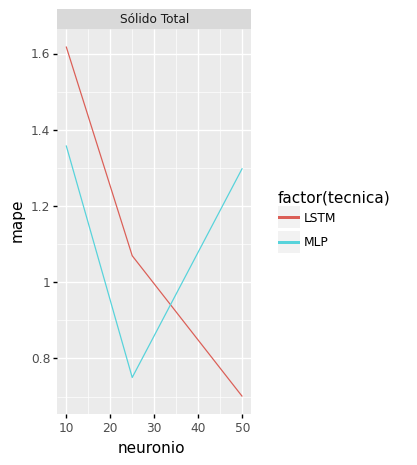 Sólido Total
1.6
1.4
1.2
1
0.8
mape
10 20 30 40 50
neuronio
factor(tecnica)
LSTM
MLP